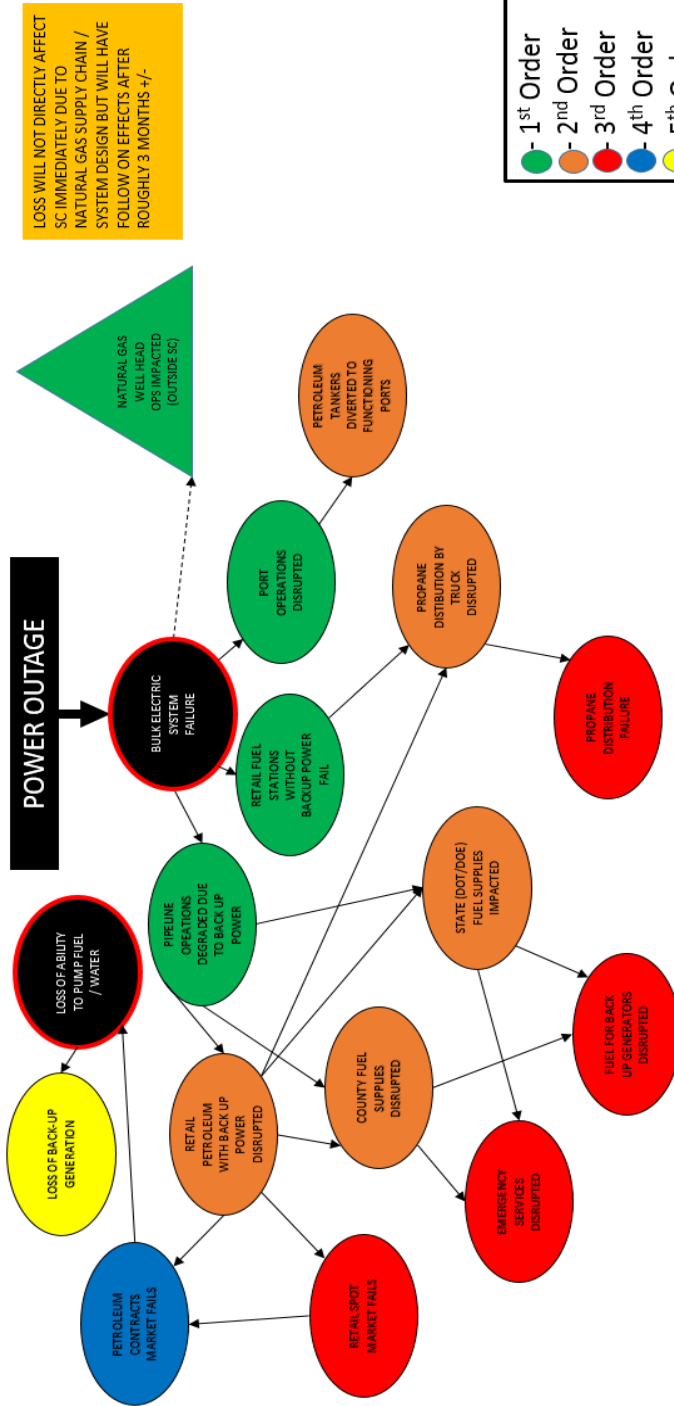 POWER OUTAGE
LOSS WILL NOT DIRECTLY AFFECT
SC IMMEDIATELY DUE TO
NATURAL GAS SUPPLY CHAIN /
SYSTEM DESIGN BUT WILL HAVE
FOLLOW ON EFFECTS AFTER
ROUGHLY 3 MONTHS +/-
LOSS OF BACK-UP
GENERATION
LOSS OF ABILITY
TO PUMP FUEL
/ WATER
BULK ELECTRIC
SYSTEM
FAILURE
NATURAL GAS
WELL HEAD
OPS IMPACTED
(OUTSIDE SC)
PETROLEUM
CONTRACTS
MARKET FAILS
RETAIL
PETROLEUM
WITH BACK UP
POWER
DISRUPTED
PIPELINE
OPEATIONS
DEGRADED DUE
TO BACK UP
POWER
RETAIL FUEL
STATIONS
WITHOUT
BACKUP POWER
FAIL
PORT
OPERATIONS
DISRUPTED
PETROLEUM
TANKERS
DIVERTED TO
FUNCTIONING
PORTS
RETAIL SPOT
MARKET FAILS
COUNTY FUEL
SUPPLIES
DISRUPTED
STATE (DOT/DOE)
FUEL SUPPLIES
IMPACTED
PROPANE
DISTIBUTION BY
TRUCK
DISRUPTED
EMERGENCY
SERVICES
DISRUPTED
FUEL FOR BACK
UP GENERATORS
DISRUPTED
PROPANE
DISTRIBUTION
FAILURE
- 1st Order
- 2nd Order
- 3rd Order
- 4th Order
5th